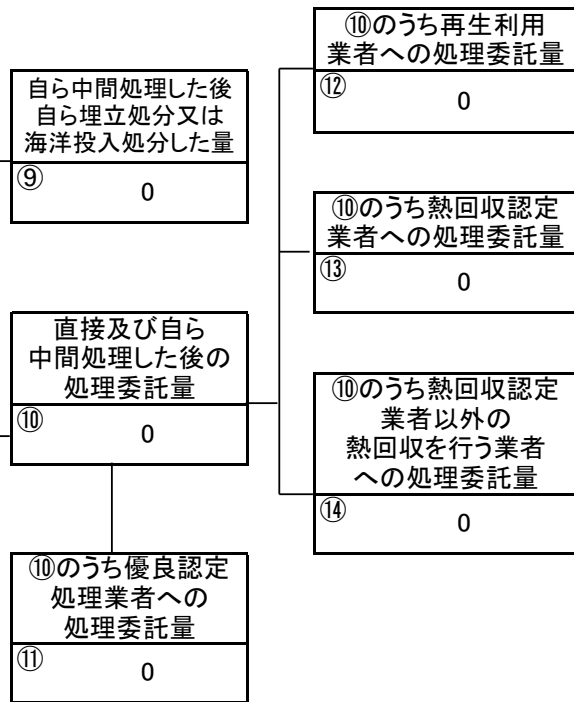 自ら中間処理した後
自ら埋立処分又は
海洋投入処分した量
⑨
0
直接及び自ら
中間処理した後の
処理委託量
⑩
0
⑩のうち優良認定
処理業者への
処理委託量
⑪
0
⑩のうち再生利用
業者への処理委託量
⑫
0
⑩のうち熱回収認定
業者への処理委託量
⑬
0
⑩のうち熱回収認定
業者以外の
熱回収を行う業者
への処理委託量
⑭
0